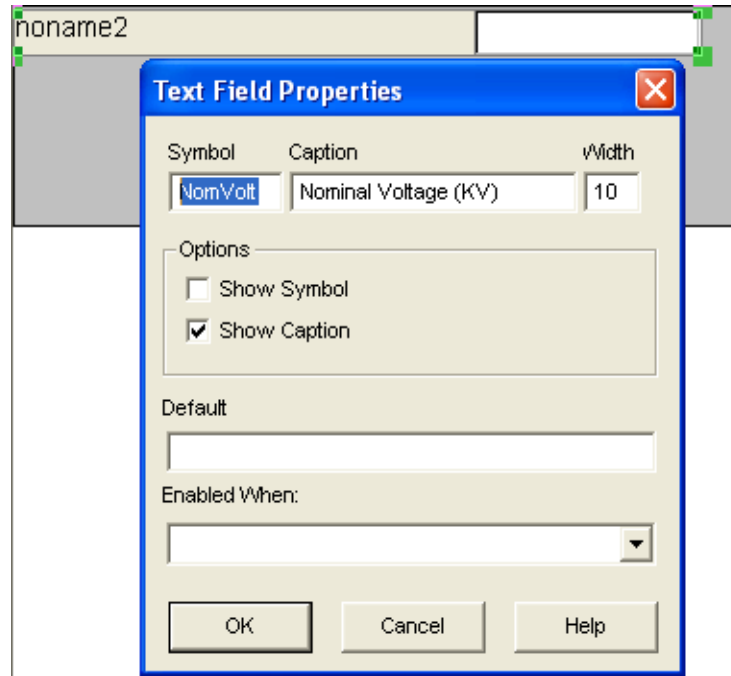 noname2
Text Field Properties
Symbol Caption Width
NomVolt Nominal Voltage (KV) 10
Options
Show Symbol
Show Caption
Default
Enabled When:
OK Cancel Help